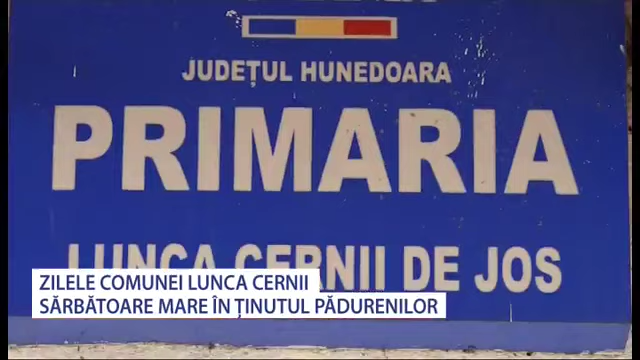 JUDEȚUL HUNEDOARA
PRIMARIA
LUNCA CERNII DE JOS
ZILELE COMUNEI LUNCA CERNII
SĂRBĂTOARE MARE ÎN ȚINUTUL PĂDURENILOR